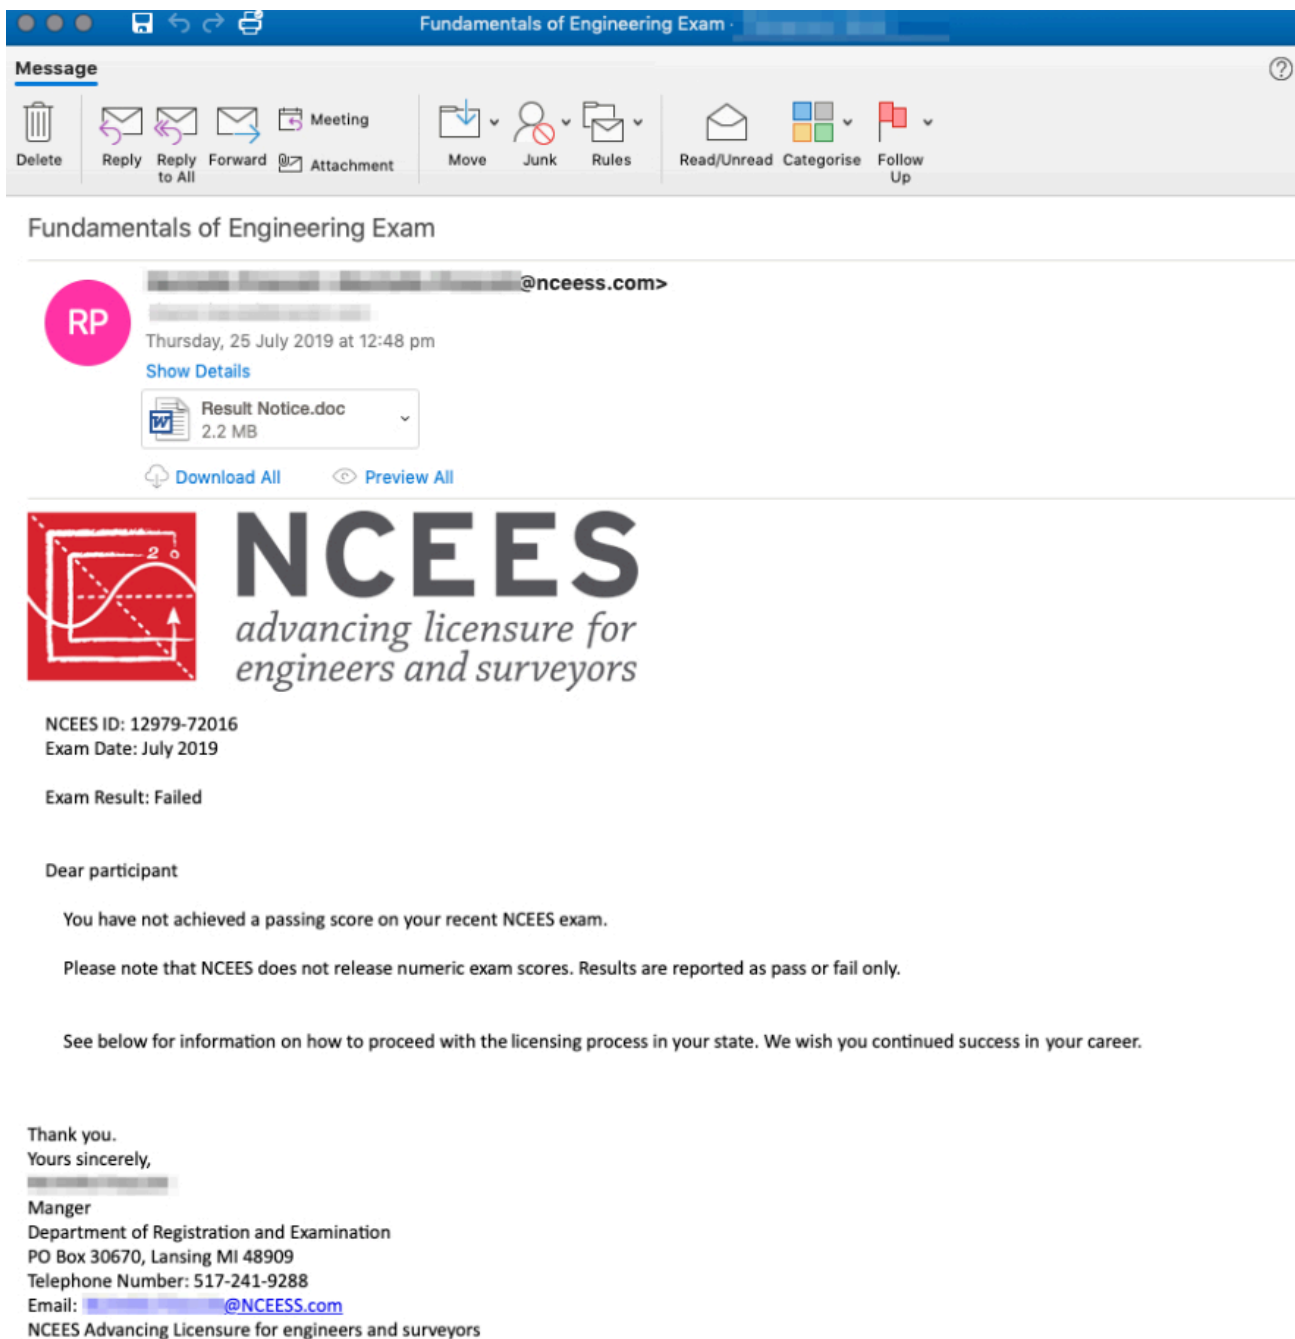 Fundamentals of Engineering Exam -
Message
Meeting
Attachment
Delete
Reply
Reply to All
Forward
Move
Junk
Rules
Read/Unread
Categorise
Follow Up
Fundamentals of Engineering Exam
@nceess.com>
RP
Thursday, 25 July 2019 at 12:48 pm
Show Details
Result Notice.doc
2.2 MB
Download All
Preview All
NCEES
advancing licensure for
engineers and surveyors
NCEES ID: 12979-72016
Exam Date: July 2019
Exam Result: Failed
Dear participant
You have not achieved a passing score on your recent NCEES exam.
Please note that NCEES does not release numeric exam scores. Results are reported as pass or fail only.
See below for information on how to proceed with the licensing process in your state. We wish you continued success in your career.
Thank you.
Yours sincerely,
Manger
Department of Registration and Examination
PO Box 30670, Lansing MI 48909
Telephone Number: 517-241-9288
Email: @NCEESS.com
NCEES Advancing Licensure for engineers and surveyors